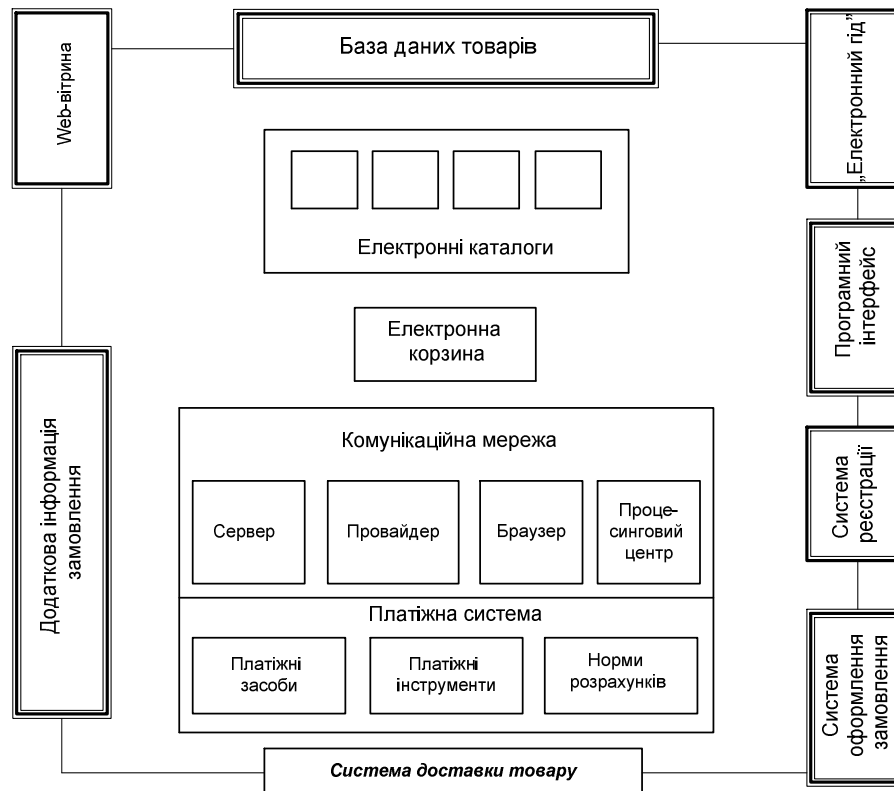 База даних товарів
Web-вітрина
„Електронний гід”
Електронні каталоги
Програмний
інтерфейс
Електронна
корзина
Додаткова інформація
замовлення
Комунікаційна мережа
Сервер
Провайдер
Браузер
Проце-
синговий
центр
Система
реєстрації
Платіжна система
Платіжні
засоби
Платіжні
інструменти
Норми
розрахунків
Система
оформлення
замовлення
Система доставки товару